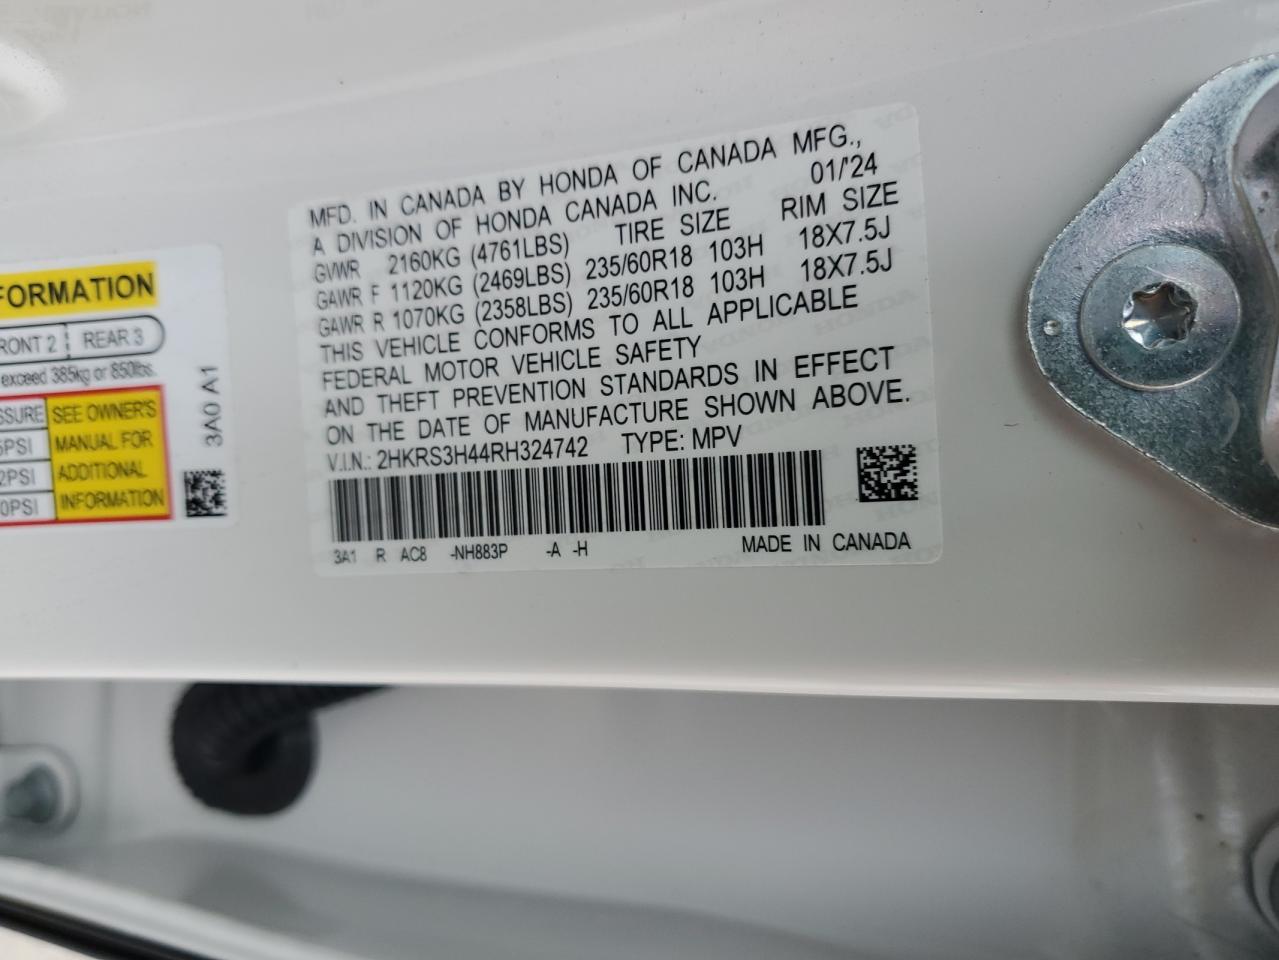 MFD. IN CANADA BY HONDA OF CANADA MFG.,
A DIVISION OF HONDA CANADA INC. 01/'24
GVWR 2160KG (4761LBS) TIRE SIZE RIM SIZE
GAWR F 1120KG (2469LBS) 235/60R18 103H 18X7.5J
GAWR R 1070KG (2358LBS) 235/60R18 103H 18X7.5J
THIS VEHICLE CONFORMS TO ALL APPLICABLE
FEDERAL MOTOR VEHICLE SAFETY
AND THEFT PREVENTION STANDARDS IN EFFECT
ON THE DATE OF MANUFACTURE SHOWN ABOVE.
V.I.N.: 2HKRS3H44RH324742 TYPE: MPV
3A1 R AC8 -NH883P -A -H MADE IN CANADA
FORMATION
RONT 2 REAR 3
exceed 385kg or 850lbs.
SSURE SEE OWNER'S
PSI MANUAL FOR
2PSI ADDITIONAL
0PSI INFORMATION
3A0 A1